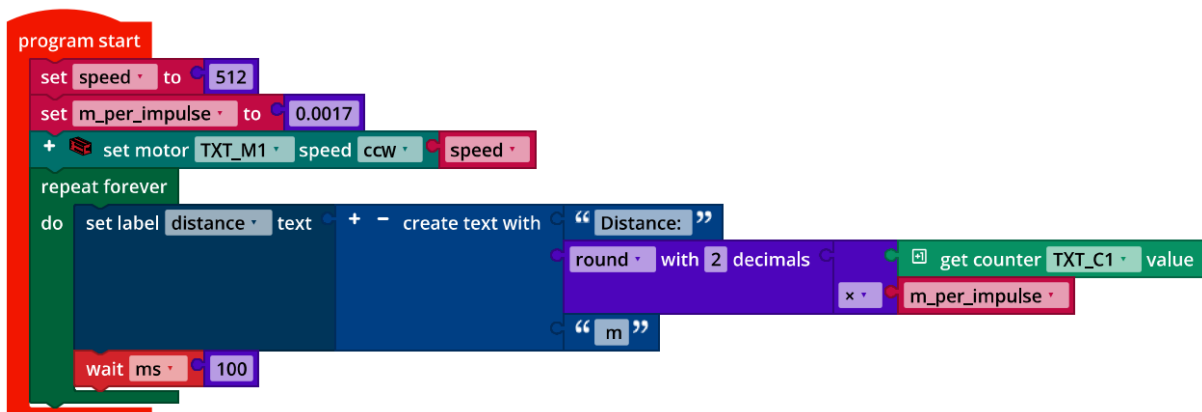 program start
set speed to 512
set m_per_impulse to 0.0017
+ set motor TXT_M1 speed ccw speed
repeat forever
do set label distance text + - create text with “ Distance: ”
round with 2 decimals get counter TXT_C1 value
× m_per_impulse
“ m ”
wait ms 100